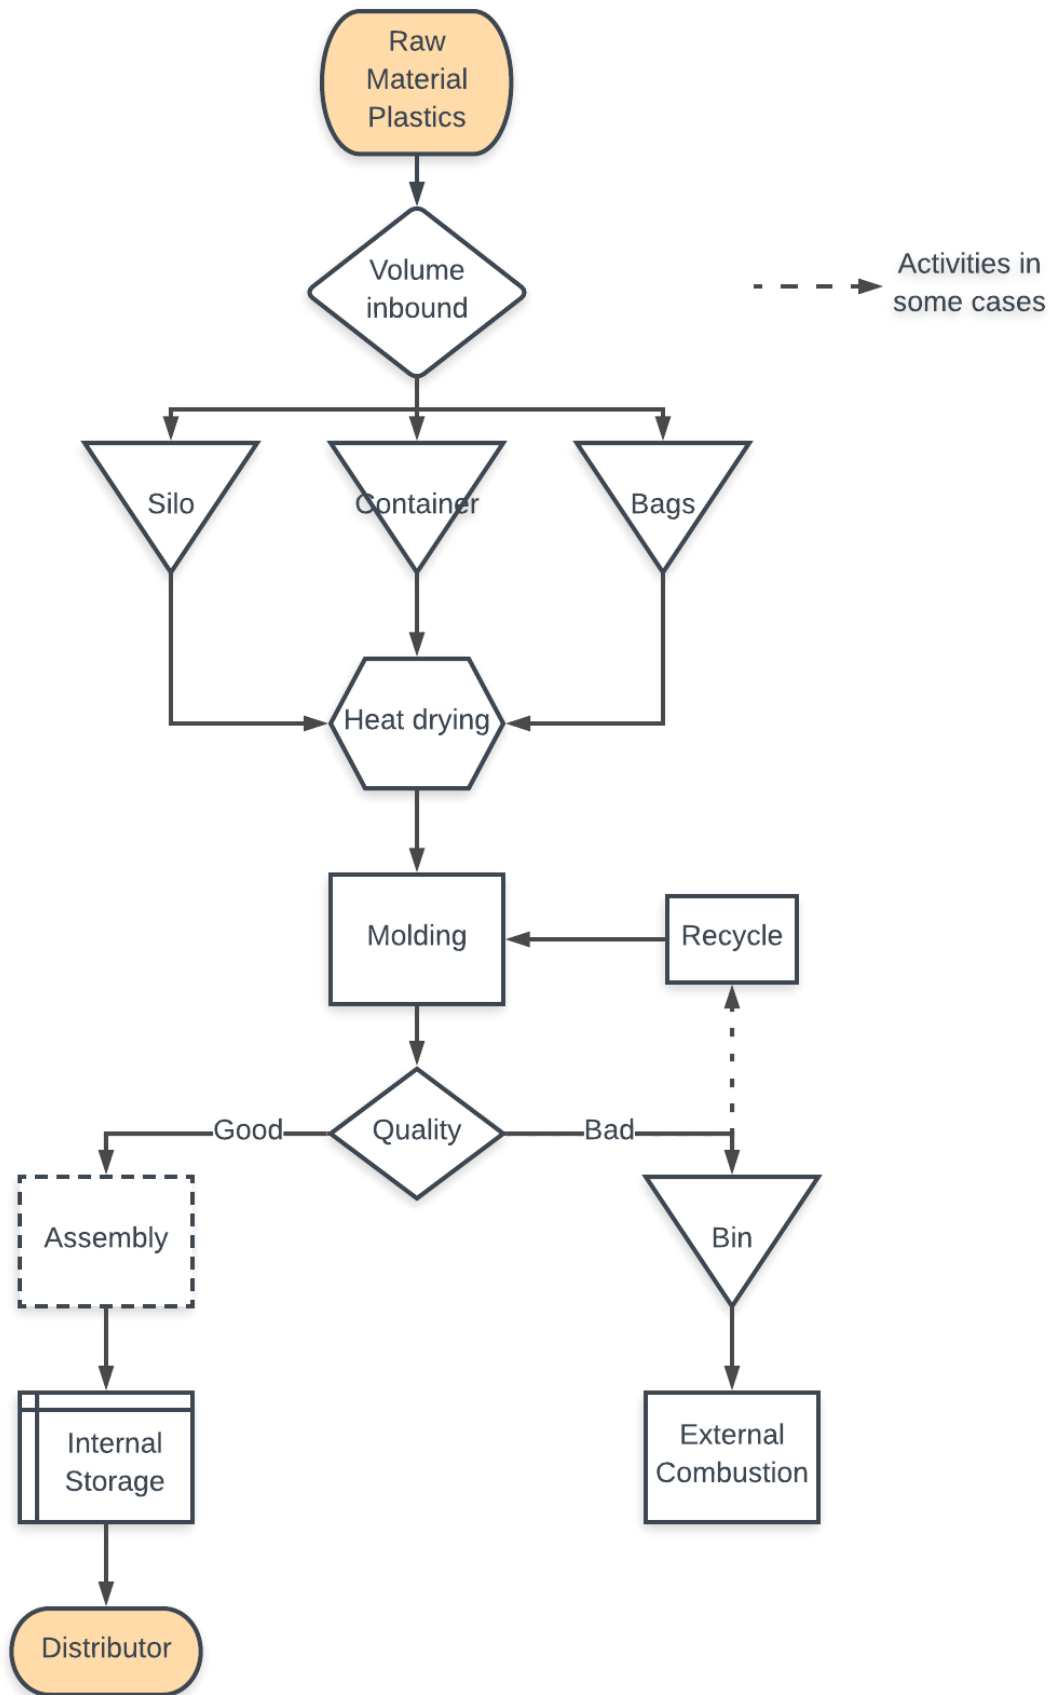 Raw
Material
Plastics
Volume
inbound
Activities in
some cases
Silo
Container
Bags
Heat drying
Molding
Recycle
Good
Quality
Bad
Assembly
Bin
Internal
Storage
External
Combustion
Distributor